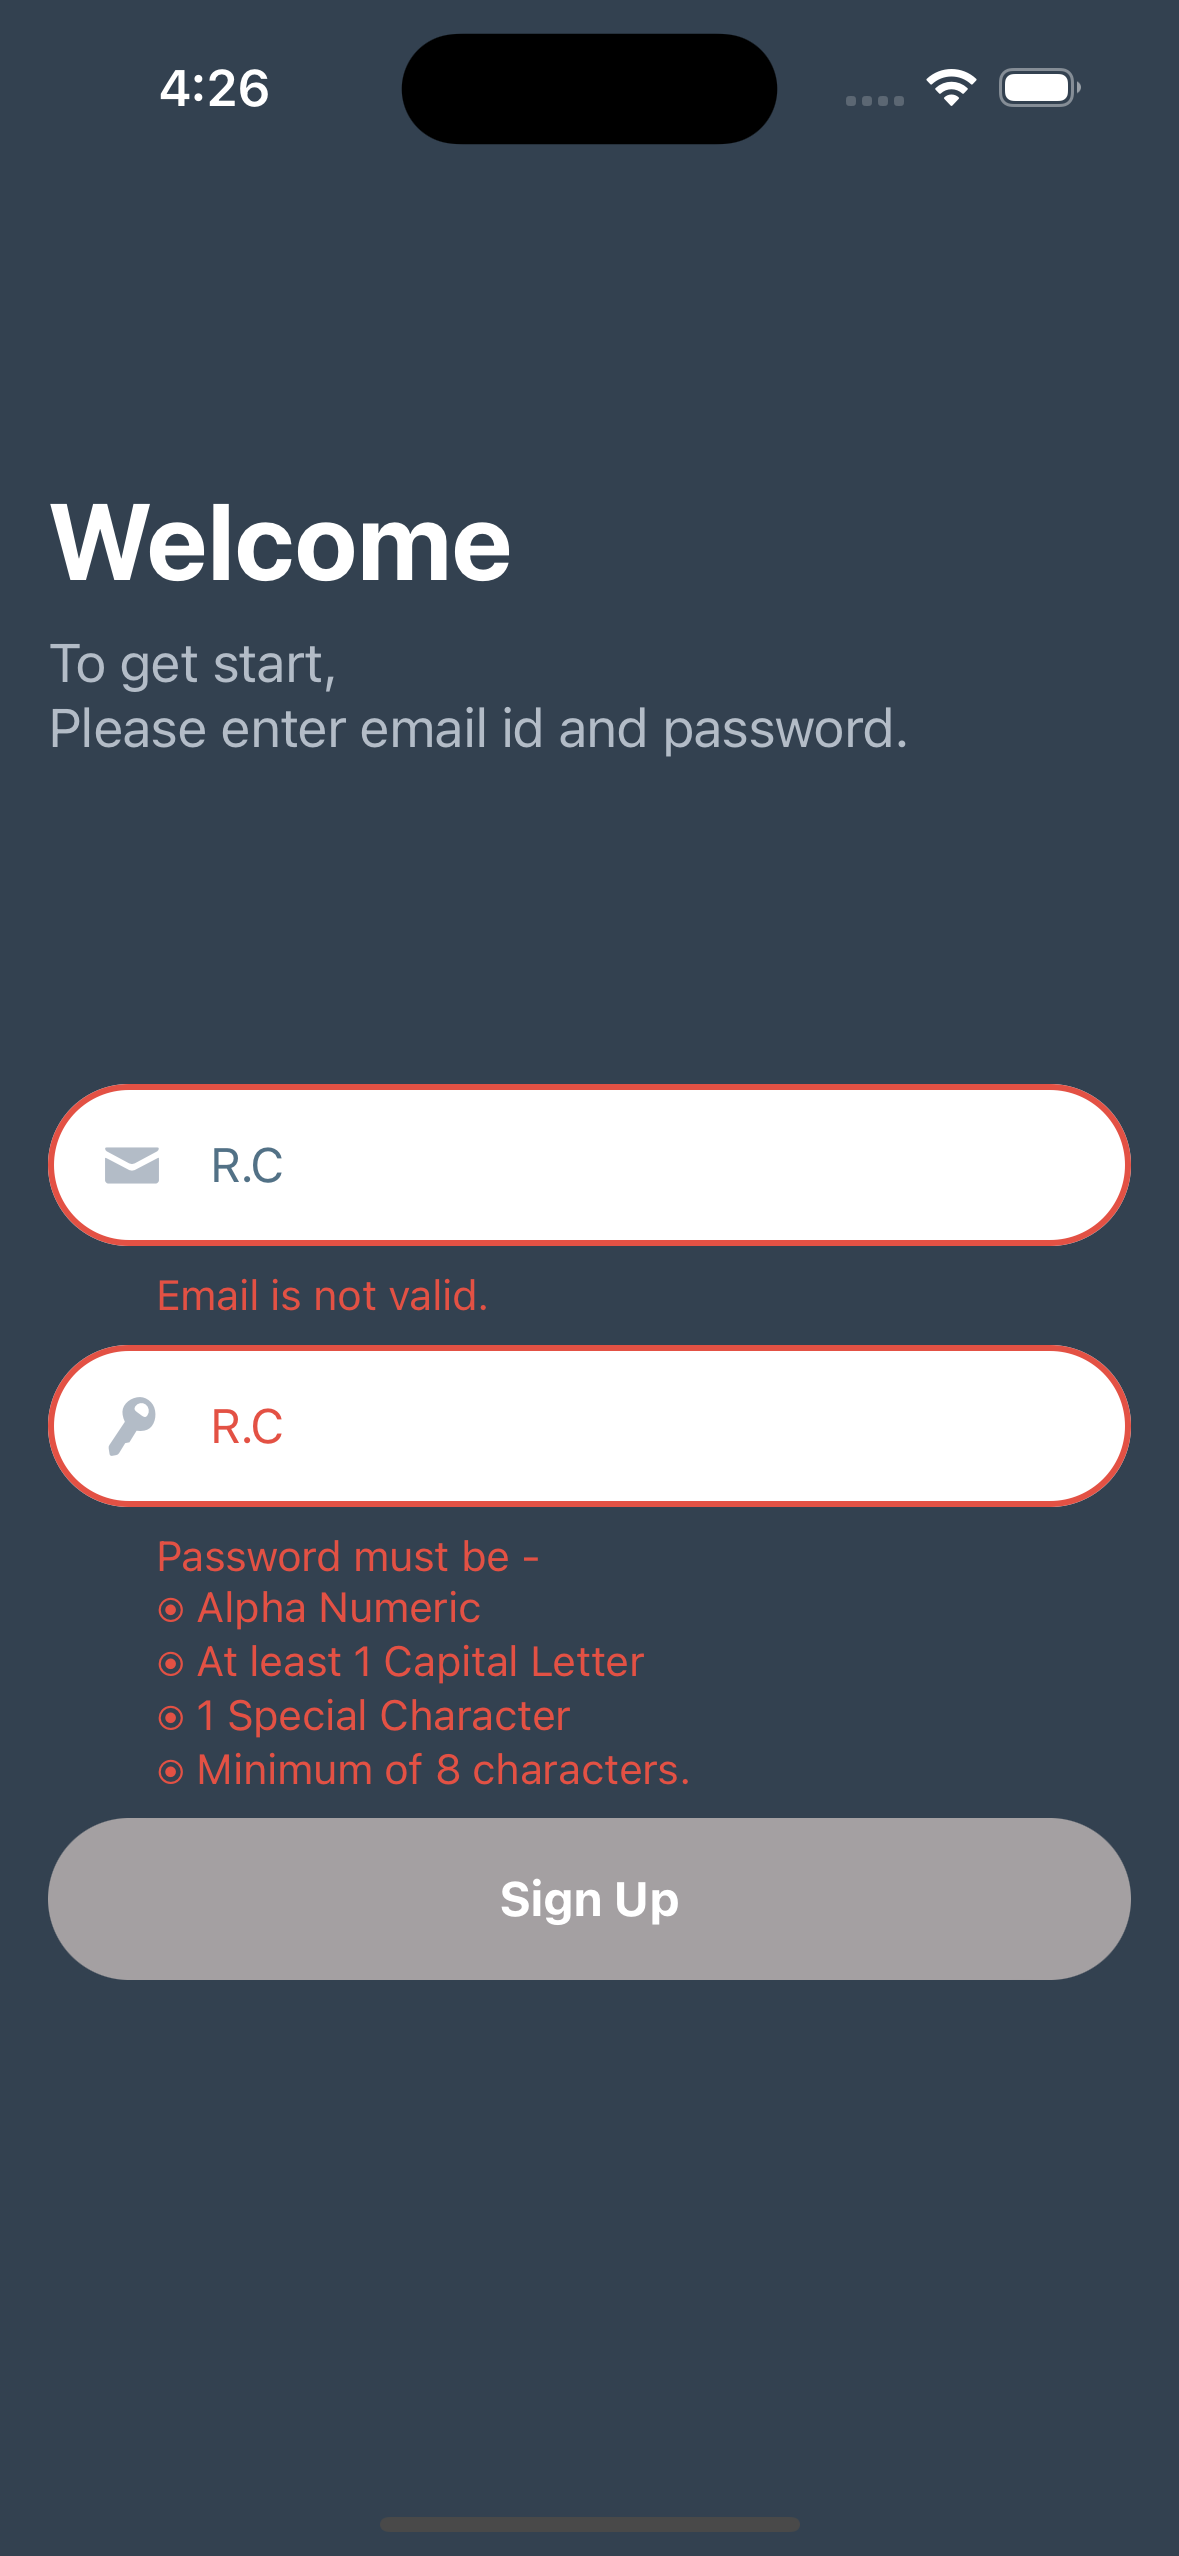 4:26
Welcome
To get start,
Please enter email id and password.
R.C
Email is not valid.
R.C
Password must be -
⦿ Alpha Numeric
⦿ At least 1 Capital Letter
⦿ 1 Special Character
⦿ Minimum of 8 characters.
Sign Up